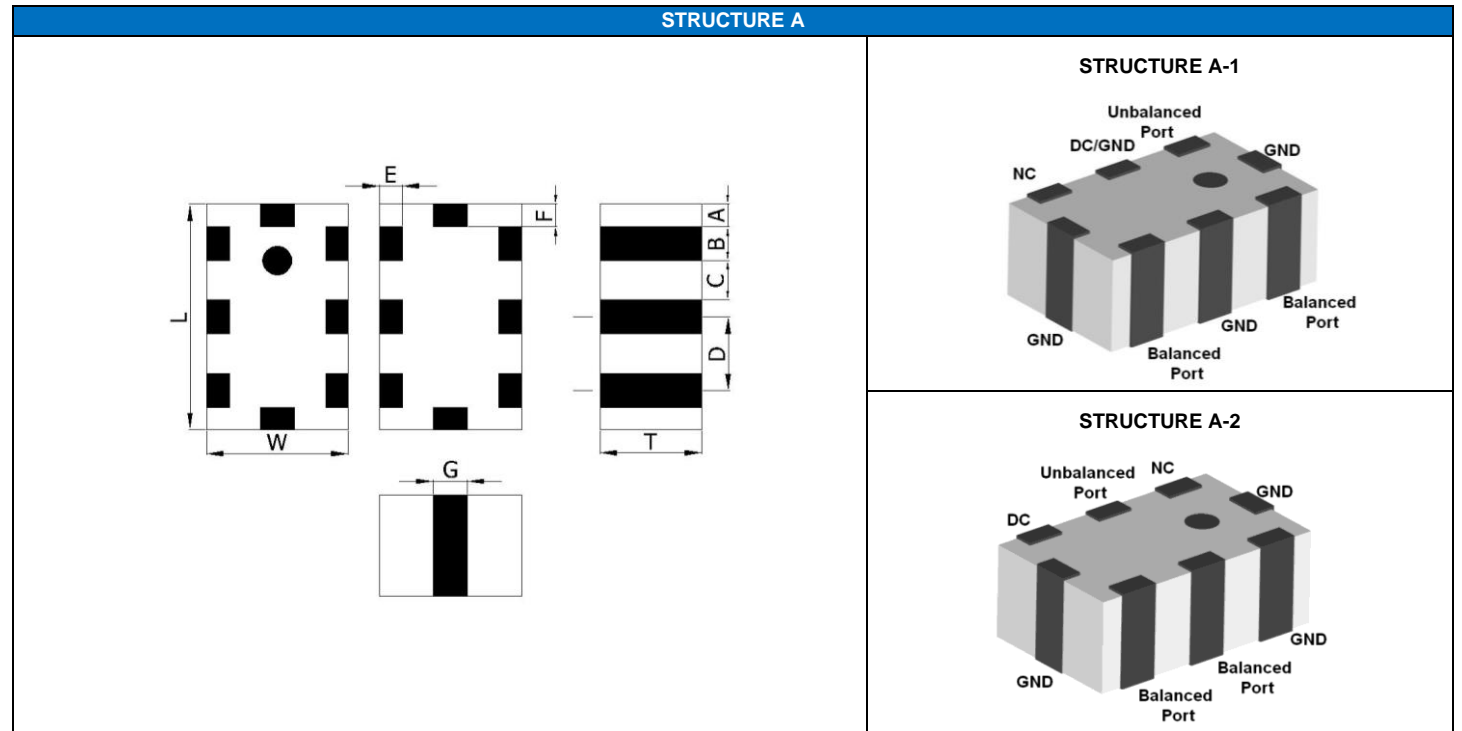 STRUCTURE A
E
F
A
B
C
D
L
W
T
G
STRUCTURE A-1
Unbalanced
Port
DC/GND
GND
NC
Balanced
Port
GND
GND
Balanced
Port
STRUCTURE A-2
Unbalanced
Port
NC
GND
DC
GND
Balanced
Port
GND
Balanced
Port